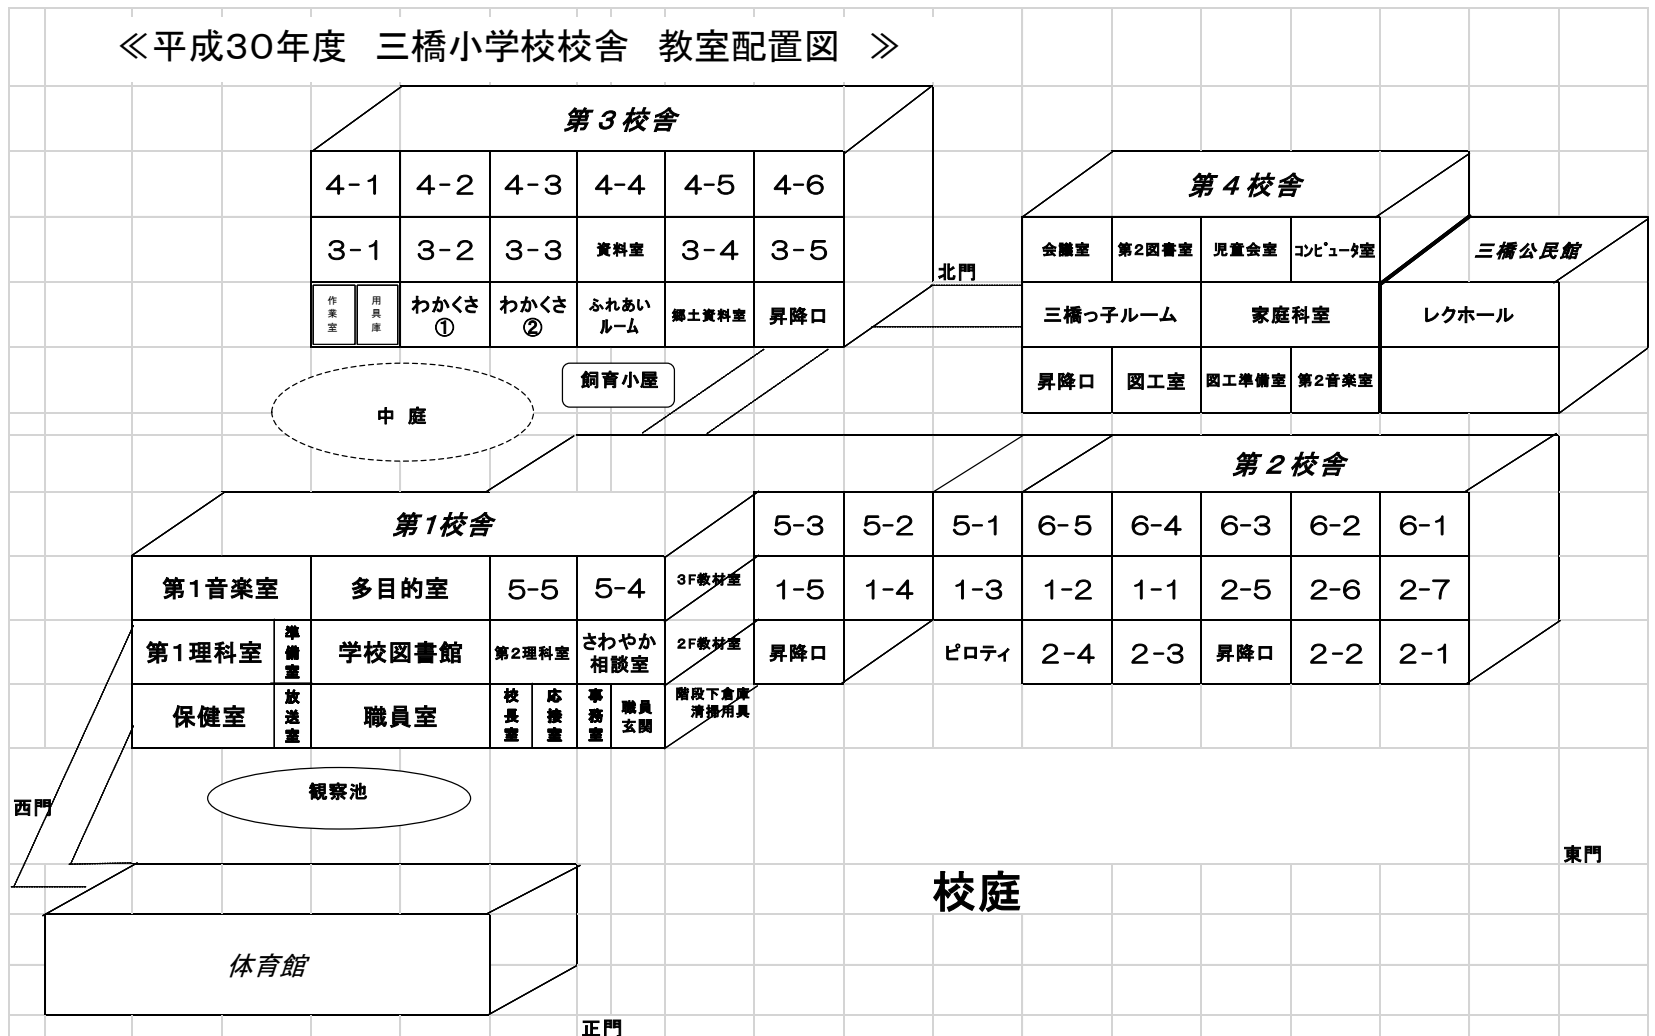 ≪平成30年度　三橋小学校校舎　教室配置図　≫
第３校舎
4-1 4-2 4-3 4-4 4-5 4-6
3-1 3-2 3-3 資料室 3-4 3-5
作業室 用具庫 わかくさ① わかくさ② ふれあいルーム 郷土資料室 昇降口
第４校舎
会議室 第2図書室 児童会室 コンピュータ室
三橋っ子ルーム 家庭科室
昇降口 図工室 図工準備室 第2音楽室
三橋公民館
レクホール
北門
飼育小屋
中　庭
第２校舎
5-3 5-2 5-1 6-5 6-4 6-3 6-2 6-1
1-5 1-4 1-3 1-2 1-1 2-5 2-6 2-7
昇降口 ピロティ 2-4 2-3 昇降口 2-2 2-1
第1校舎
第1音楽室 多目的室 5-5 5-4 3F教材室
第1理科室 準備室 学校図書館 第2理科室 さわやか相談室 2F教材室
保健室 放送室 職員室 校長室 応接室 事務室 職員玄関 階段下倉庫
清掃用具
観察池
西門
東門
校庭
体育館
正門